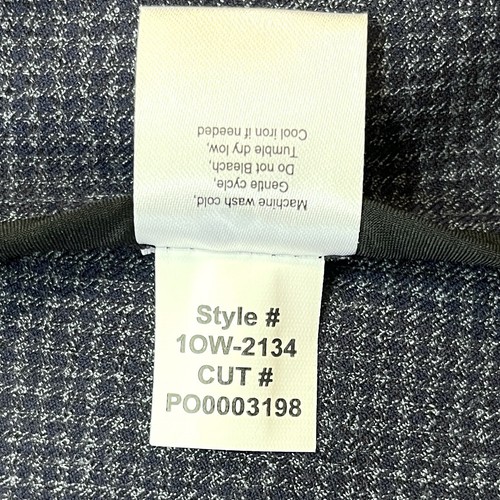 Machine wash cold,
Gentle cycle,
Do not Bleach,
Tumble dry low,
Cool iron if needed
Style #
1OW-2134
CUT #
PO0003198